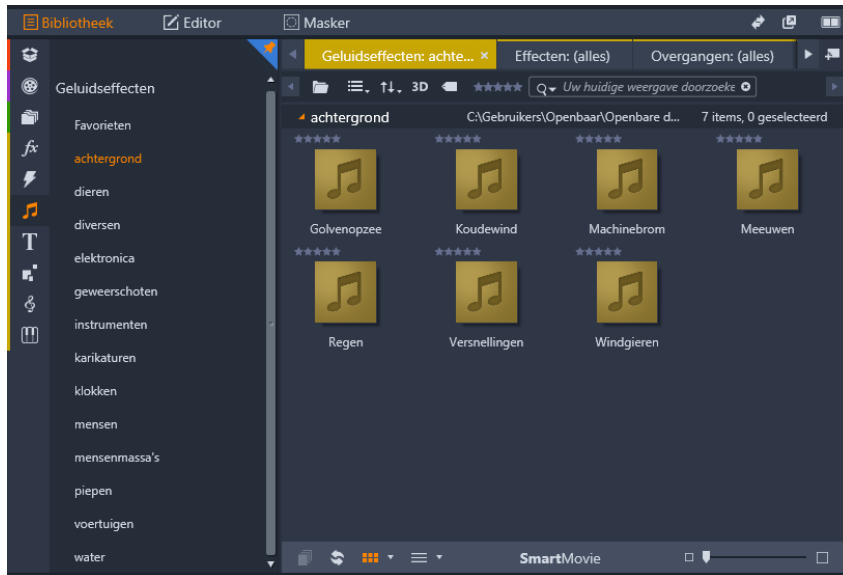 Bibliotheek Editor Masker
Geluidseffecten: achte... × Effecten: (alles) Overgangen: (alles)
Geluidseffecten
Favorieten
achtergrond
dieren
diversen
elektronica
geweerschoten
instrumenten
karikaturen
klokken
mensen
mensenmassa's
piepen
voertuigen
water
3D Uw huidige weergave doorzoeke
achtergrond C:\Gebruikers\Openbaar\Openbare d... 7 items, 0 geselecteerd
Golvenopzee Koudewind Machinebrom Meeuwen
Regen Versnellingen Windgieren
SmartMovie
fx
T